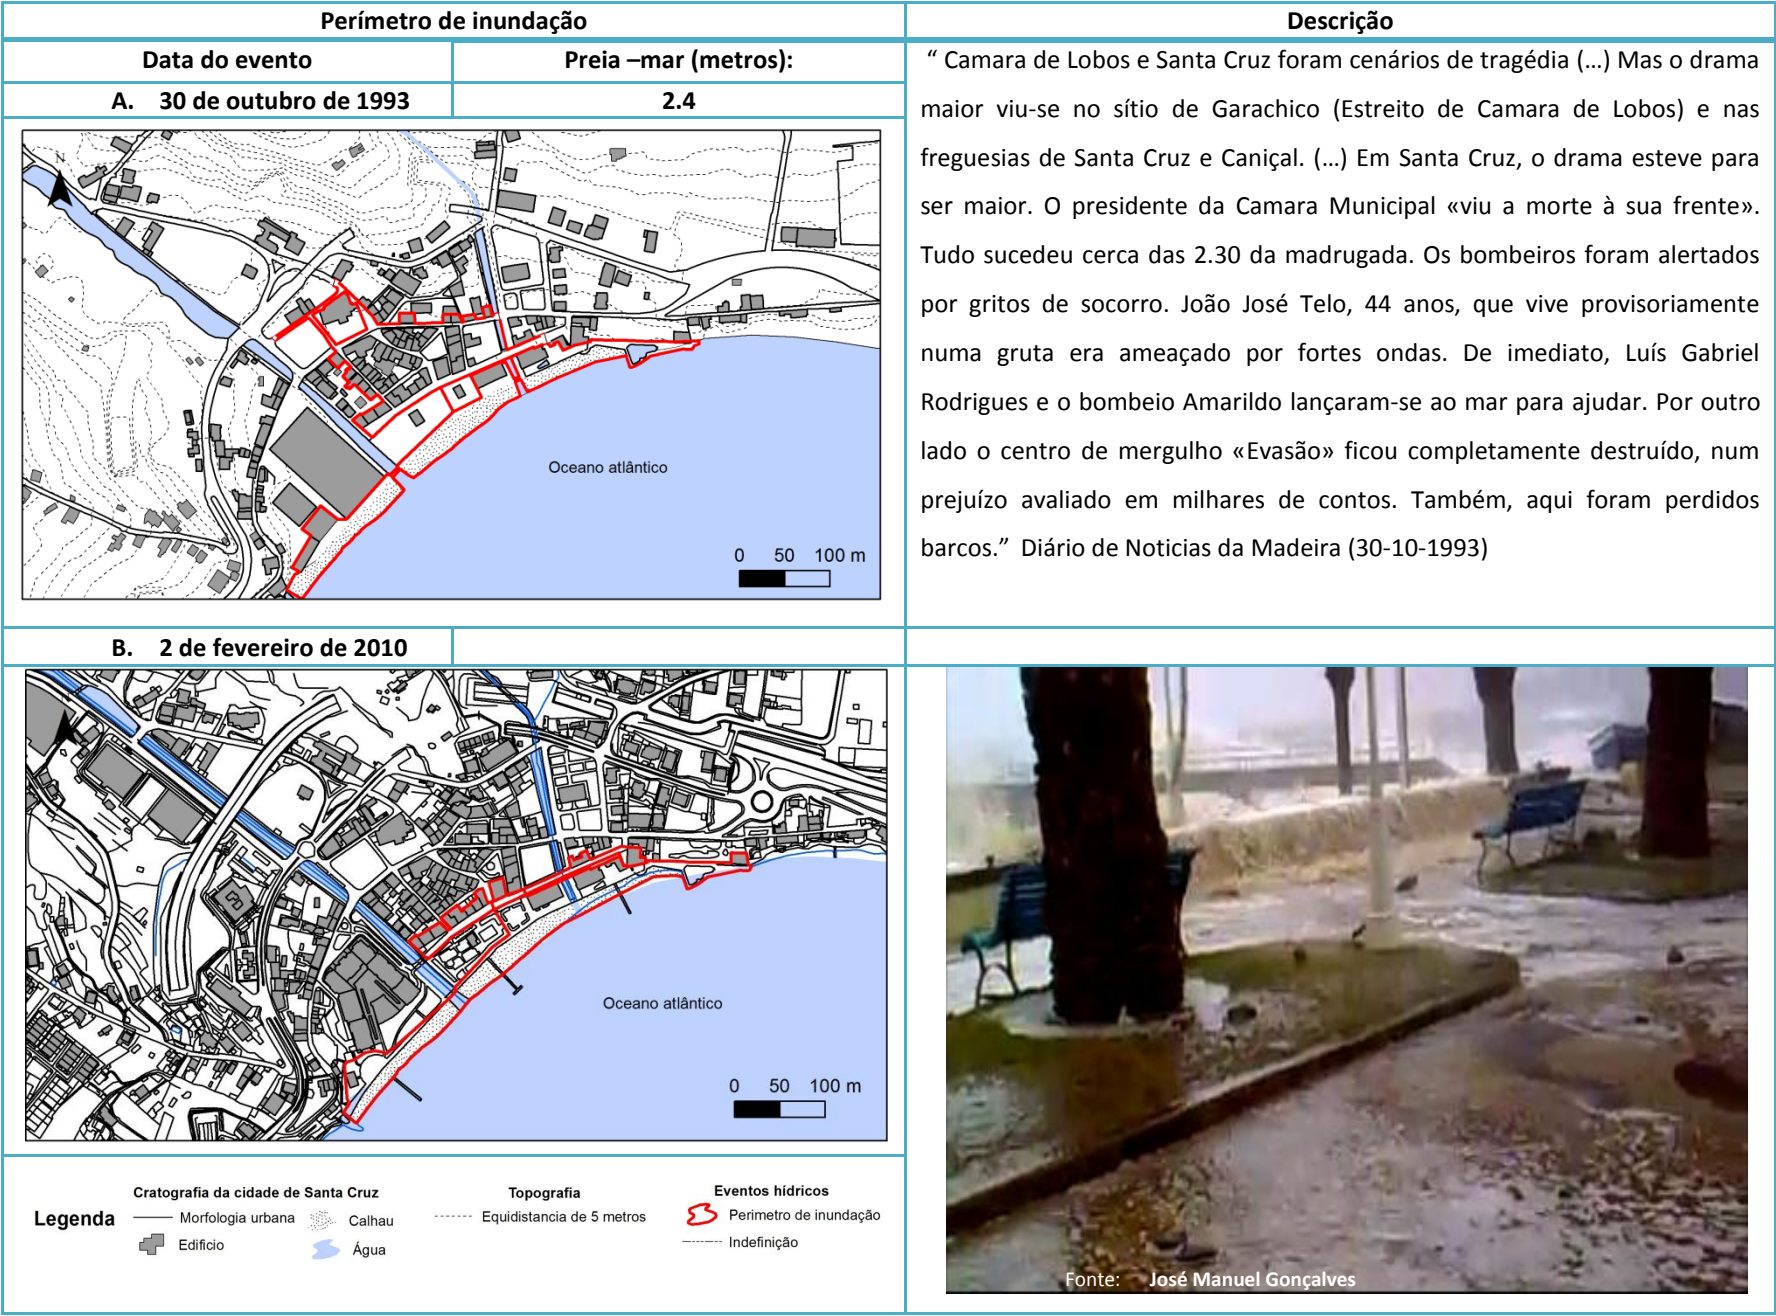 Perímetro de inundação
Descrição
Data do evento
Preia –mar (metros):
A. 30 de outubro de 1993
2.4
N
Oceano atlântico
0 50 100 m
“ Camara de Lobos e Santa Cruz foram cenários de tragédia (…) Mas o drama
maior viu-se no sítio de Garachico (Estreito de Camara de Lobos) e nas
freguesias de Santa Cruz e Caniçal. (…) Em Santa Cruz, o drama esteve para
ser maior. O presidente da Camara Municipal «viu a morte à sua frente».
Tudo sucedeu cerca das 2.30 da madrugada. Os bombeiros foram alertados
por gritos de socorro. João José Telo, 44 anos, que vive provisoriamente
numa gruta era ameaçado por fortes ondas. De imediato, Luís Gabriel
Rodrigues e o bombeio Amarildo lançaram-se ao mar para ajudar. Por outro
lado o centro de mergulho «Evasão» ficou completamente destruído, num
prejuízo avaliado em milhares de contos. Também, aqui foram perdidos
barcos.” Diário de Noticias da Madeira (30-10-1993)
B. 2 de fevereiro de 2010
Oceano atlântico
0 50 100 m
Legenda
Cratografia da cidade de Santa Cruz
Morfologia urbana
Calhau
Edificio
Água
Topografia
Equidistancia de 5 metros
Eventos hídricos
Perimetro de inundação
Indefinição
Fonte: José Manuel Gonçalves